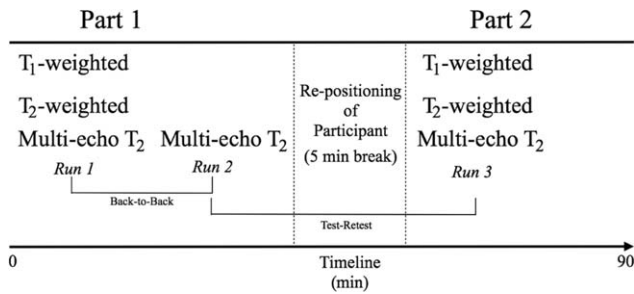 Part 1 Part 2
T₁-weighted
T₂-weighted
Multi-echo T₂ Multi-echo T₂
Run 1 Run 2
Back-to-Back
Re-positioning
of
Participant
(5 min break)
T₁-weighted
T₂-weighted
Multi-echo T₂
Run 3
Test-Retest
0 Timeline 90
(min)